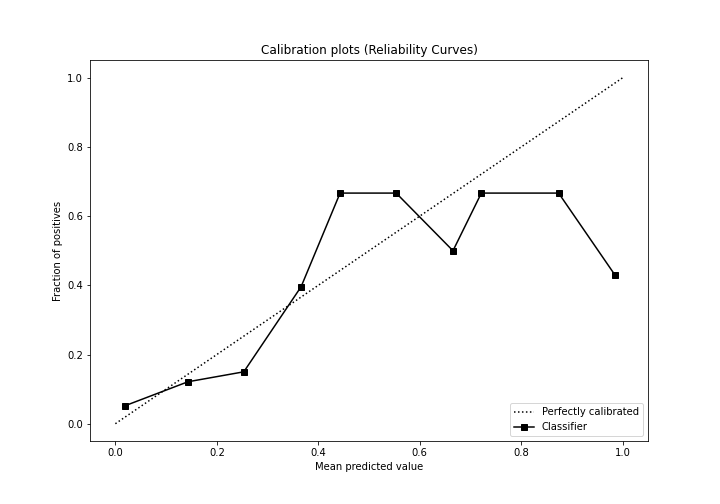 Calibration plots (Reliability Curves)
1.0
0.8
0.6
0.4
0.2
0.0
Fraction of positives
0.0 0.2 0.4 0.6 0.8 1.0
Mean predicted value
Perfectly calibrated
Classifier